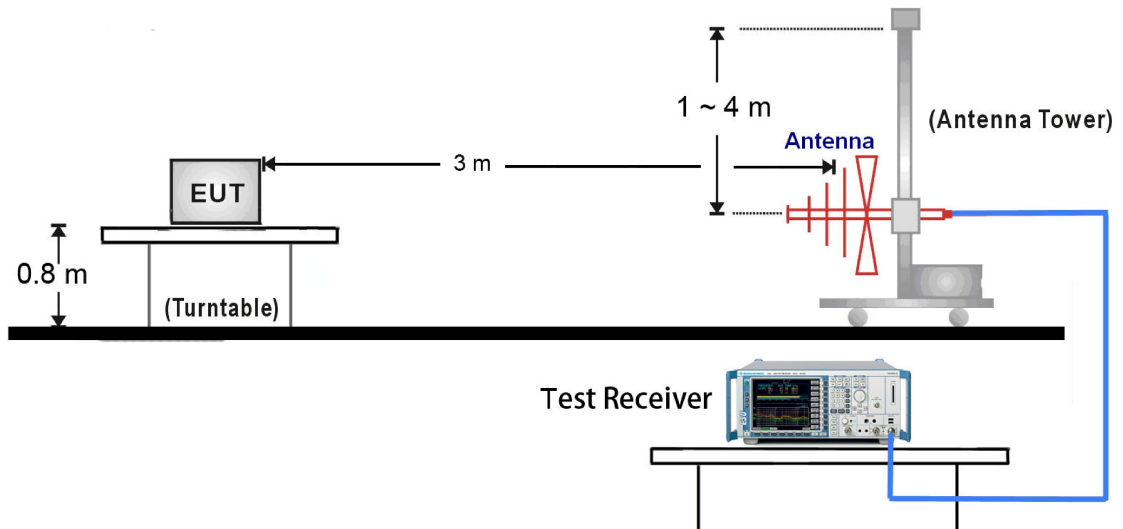 1 ~ 4 m
(Antenna Tower)
Antenna
3 m
EUT
0.8 m
(Turntable)
Test Receiver